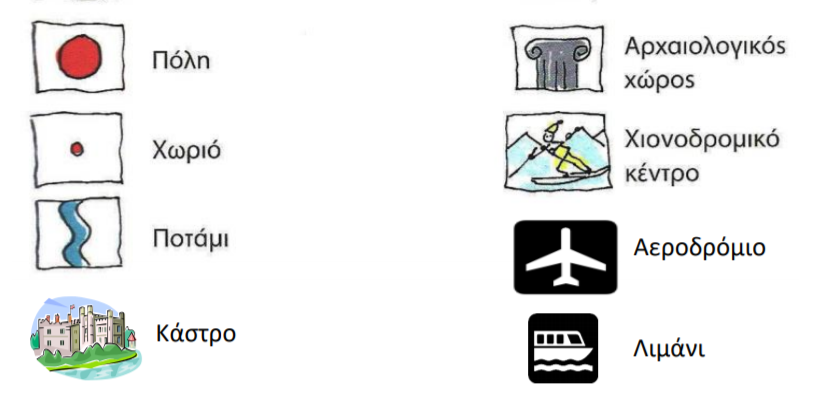 Πόλη
Χωριό
Ποτάμι
Κάστρο
Αρχαιολογικός
χώρος
Χιονοδρομικό
κέντρο
Αεροδρόμιο
Λιμάνι